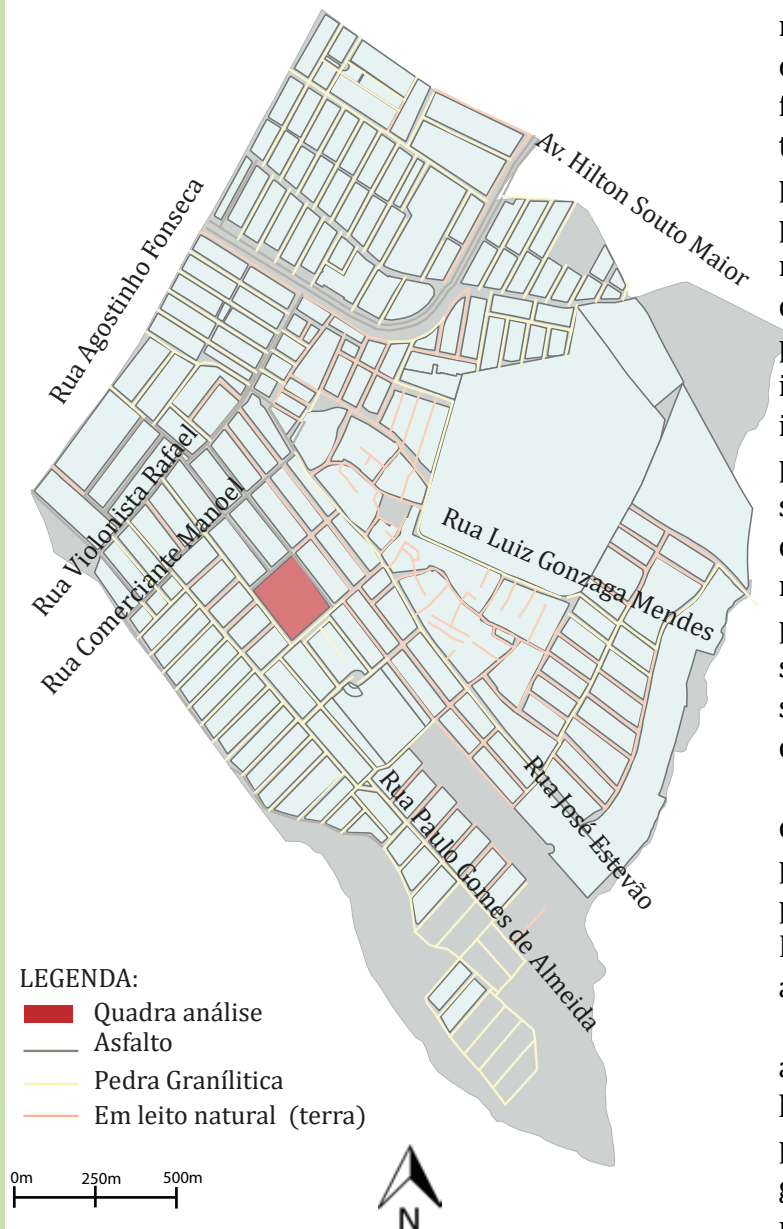 Av. Hilton Souto Maior
Rua Agostinho Fonseca
Rua Violonista Rafael
Rua Comerciante Manoel
Rua Luiz Gonzaga Mendes
Rua José Estevão
Rua Paulo Gomes de Almeida
LEGENDA:
Quadra análise
Asfalto
Pedra Granílitica
Em leito natural (terra)
0m 250m 500m
N